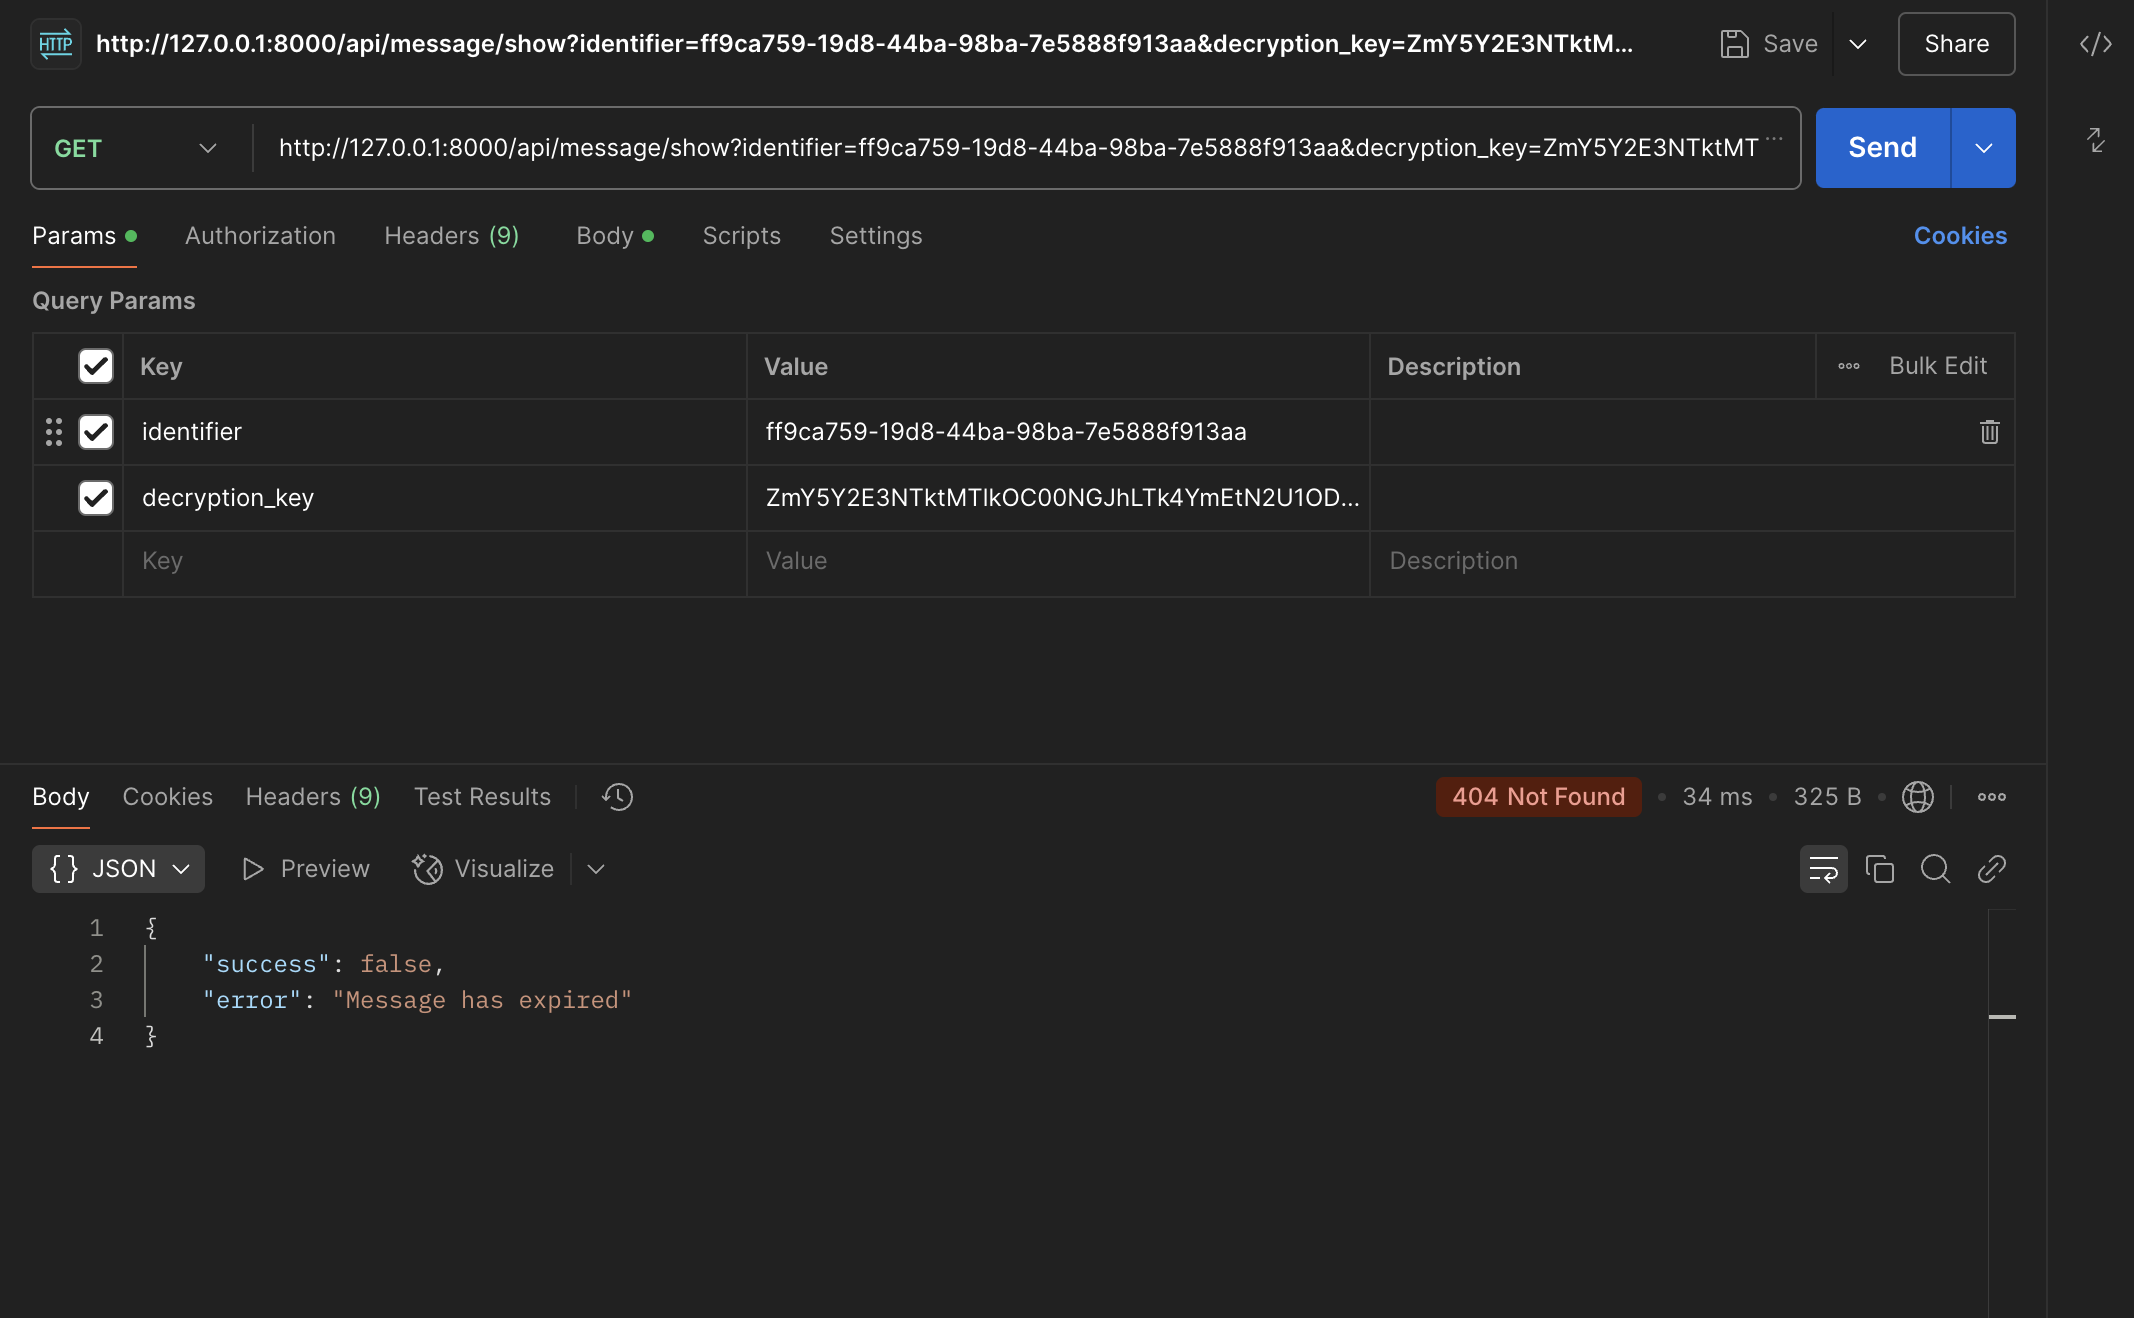 HTTP http://127.0.0.1:8000/api/message/show?identifier=ff9ca759-19d8-44ba-98ba-7e5888f913aa&decryption_key=ZmY5Y2E3NTktM... Save Share
GET http://127.0.0.1:8000/api/message/show?identifier=ff9ca759-19d8-44ba-98ba-7e5888f913aa&decryption_key=ZmY5Y2E3NTktMT... Send
Params Authorization Headers (9) Body Scripts Settings Cookies
Query Params
Key Value Description Bulk Edit
identifier ff9ca759-19d8-44ba-98ba-7e5888f913aa
decryption_key ZmY5Y2E3NTktMTlkOC00NGJhLTk4YmEtN2U1OD...
Key Value Description
Body Cookies Headers (9) Test Results 404 Not Found • 34 ms • 325 B
{} JSON Preview Visualize
1 {
2 "success": false,
3 "error": "Message has expired"
4 }